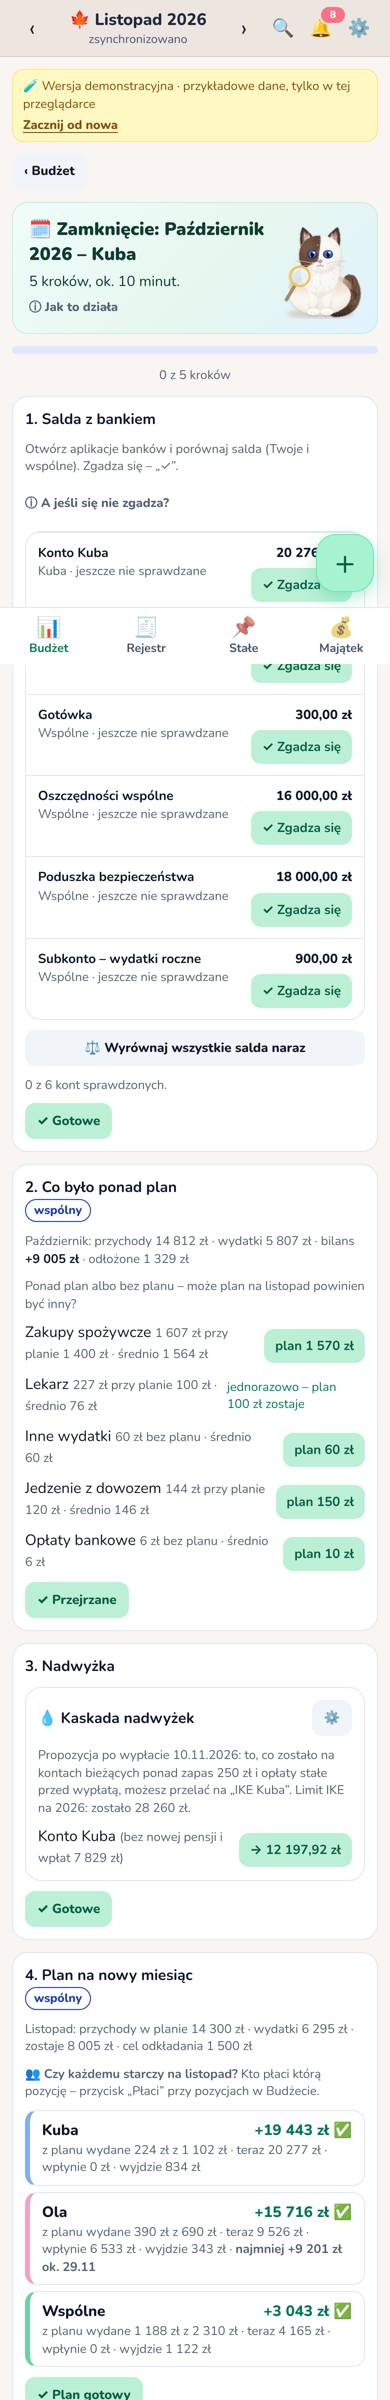 ‹ 🍁 Listopad 2026 › 🔍 🔔 8 ⚙️
zsynchronizowano
🧪 Wersja demonstracyjna · przykładowe dane, tylko w tej
przeglądarce
Zacznij od nowa
‹ Budżet
🗓️ Zamknięcie: Październik
2026 – Kuba
5 kroków, ok. 10 minut.
ⓘ Jak to działa
0 z 5 kroków
1. Salda z bankiem
Otwórz aplikacje banków i porównaj salda (Twoje i
wspólne). Zgadza się – „✓”.
ⓘ A jeśli się nie zgadza?
Konto Kuba 20 276
Kuba · jeszcze nie sprawdzane
✓ Zgadza
+
📊 🧾 📌 💰
Budżet Rejestr Stałe Majątek
✓ Zgadza się
Gotówka 300,00 zł
Wspólne · jeszcze nie sprawdzane
✓ Zgadza się
Oszczędności wspólne 16 000,00 zł
Wspólne · jeszcze nie sprawdzane
✓ Zgadza się
Poduszka bezpieczeństwa 18 000,00 zł
Wspólne · jeszcze nie sprawdzane
✓ Zgadza się
Subkonto – wydatki roczne 900,00 zł
Wspólne · jeszcze nie sprawdzane
✓ Zgadza się
⚖️ Wyrównaj wszystkie salda naraz
0 z 6 kont sprawdzonych.
✓ Gotowe
2. Co było ponad plan
wspólny
Październik: przychody 14 812 zł · wydatki 5 807 zł · bilans
+9 005 zł · odłożone 1 329 zł
Ponad plan albo bez planu – może plan na listopad powinien
być inny?
Zakupy spożywcze 1 607 zł przy
planie 1 400 zł · średnio 1 564 zł
plan 1 570 zł
Lekarz 227 zł przy planie 100 zł ·
średnio 76 zł
jednorazowo – plan
100 zł zostaje
Inne wydatki 60 zł bez planu · średnio
60 zł
plan 60 zł
Jedzenie z dowozem 144 zł przy planie
120 zł · średnio 146 zł
plan 150 zł
Opłaty bankowe 6 zł bez planu · średnio
6 zł
plan 10 zł
✓ Przejrzane
3. Nadwyżka
💧 Kaskada nadwyżek ⚙️
Propozycja po wypłacie 10.11.2026: to, co zostało na
kontach bieżących ponad zapas 250 zł i opłaty stałe
przed wypłatą, możesz przelać na „IKE Kuba”. Limit IKE
na 2026: zostało 28 260 zł.
Konto Kuba (bez nowej pensji i
wpłat 7 829 zł)
→ 12 197,92 zł
✓ Gotowe
4. Plan na nowy miesiąc
wspólny
Listopad: przychody w planie 14 300 zł · wydatki 6 295 zł ·
zostaje 8 005 zł · cel odkładania 1 500 zł
👥 Czy każdemu starczy na listopad? Kto płaci którą
pozycję – przycisk „Płaci” przy pozycjach w Budżecie.
Kuba +19 443 zł ✅
z planu wydane 224 zł z 1 102 zł · teraz 20 277 zł ·
wpłynie 0 zł · wyjdzie 834 zł
Ola +15 716 zł ✅
z planu wydane 390 zł z 690 zł · teraz 9 526 zł ·
wpłynie 6 533 zł · wyjdzie 343 zł · najmniej +9 201 zł
ok. 29.11
Wspólne +3 043 zł ✅
z planu wydane 1 188 zł z 2 310 zł · teraz 4 165 zł ·
wpłynie 0 zł · wyjdzie 1 122 zł
✓ Plan gotowy